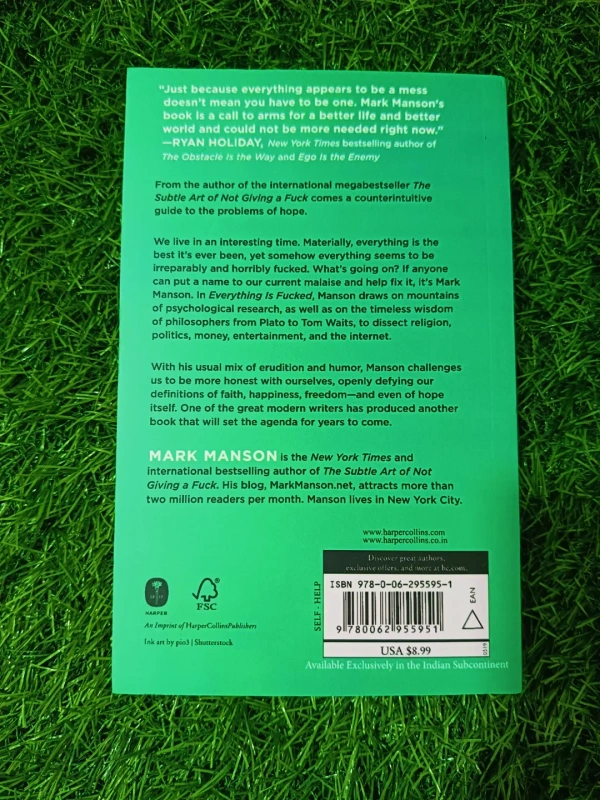 "Just because everything appears to be a mess
doesn't mean you have to be one. Mark Manson's
book is a call to arms for a better life and better
world and could not be more needed right now."
—RYAN HOLIDAY, New York Times bestselling author of
The Obstacle Is the Way and Ego Is the Enemy
From the author of the international megabestseller The
Subtle Art of Not Giving a Fuck comes a counterintuitive
guide to the problems of hope.
We live in an interesting time. Materially, everything is the
best it's ever been, yet somehow everything seems to be
irreparably and horribly fucked. What's going on? If anyone
can put a name to our current malaise and help fix it, it's Mark
Manson. In Everything Is Fucked, Manson draws on mountains
of psychological research, as well as on the timeless wisdom
of philosophers from Plato to Tom Waits, to dissect religion,
politics, money, entertainment, and the internet.
With his usual mix of erudition and humor, Manson challenges
us to be more honest with ourselves, openly defying our
definitions of faith, happiness, freedom—and even of hope
itself. One of the great modern writers has produced another
book that will set the agenda for years to come.
MARK MANSON is the New York Times and
international bestselling author of The Subtle Art of Not
Giving a Fuck. His blog, MarkManson.net, attracts more than
two million readers per month. Manson lives in New York City.
www.harpercollins.com
www.harpercollins.co.in
Discover great authors,
exclusive offers, and more at hc.com.
SELF-HELP
ISBN 978-0-06-295595-1
EAN
9 780062 955951
USA $8.99
0519
Available Exclusively in the Indian Subcontinent
HARPER
FSC®
An Imprint of HarperCollinsPublishers
Ink art by pio3 | Shutterstock